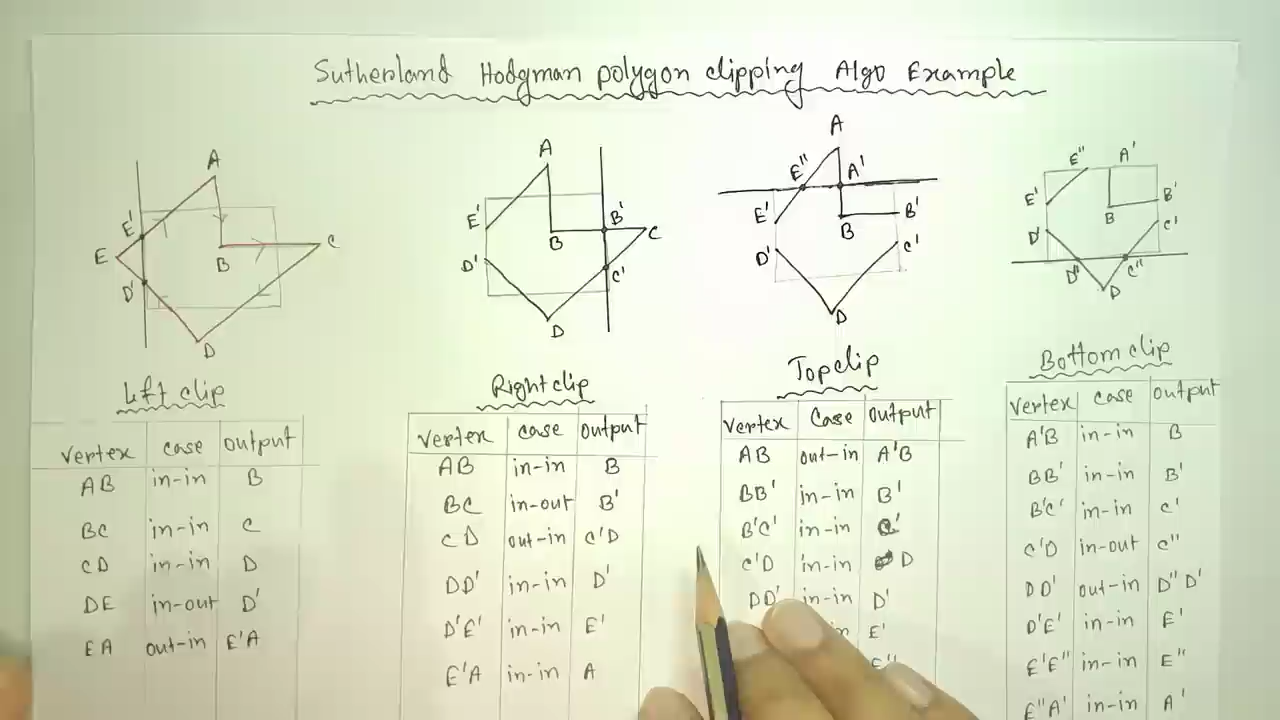 Sutherland Hodgman polygon clipping Algo Example
A
E'
E
B
C
D'
D
A
E'
B'
B
C
D'
C'
D
A
E"
A'
E'
B'
B
D'
C'
D
E"
A'
E'
B'
B
C'
D'
D"
C"
D
Left clip
Vertex case output
AB in-in B
BC in-in C
CD in-in D
DE in-out D'
EA out-in E'A
Right clip
Vertex case output
AB in-in B
BC in-out B'
CD out-in C'D
DD' in-in D'
D'E' in-in E'
E'A in-in A
Top clip
Vertex Case output
AB out-in A'B
BB' in-in B'
B'C' in-in C'
C'D in-in D
DD' in-in D'
E'
E"
Bottom clip
Vertex case output
A'B in-in B
BB' in-in B'
B'C' in-in C'
C'D in-out C"
DD' out-in D"D'
D'E' in-in E'
E'E" in-in E"
E"A' in-in A'